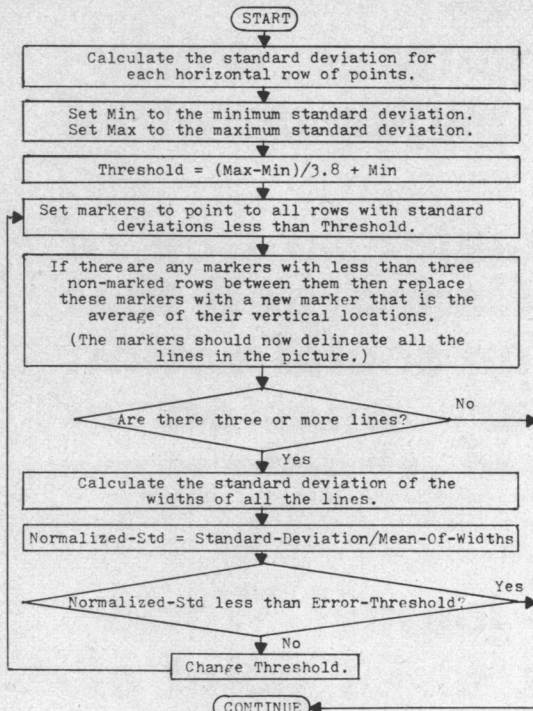 START
Calculate the standard deviation for
each horizontal row of points.
Set Min to the minimum standard deviation.
Set Max to the maximum standard deviation.
Threshold = (Max-Min)/3.8 + Min
Set markers to point to all rows with standard
deviations less than Threshold.
If there are any markers with less than three
non-marked rows between them then replace
these markers with a new marker that is the
average of their vertical locations.
(The markers should now delineate all the
lines in the picture.)
Are there three or more lines?
No
Yes
Calculate the standard deviation of the
widths of all the lines.
Normalized-Std = Standard-Deviation/Mean-Of-Widths
Normalized-Std less than Error-Threshold?
Yes
No
Change Threshold.
CONTINUE